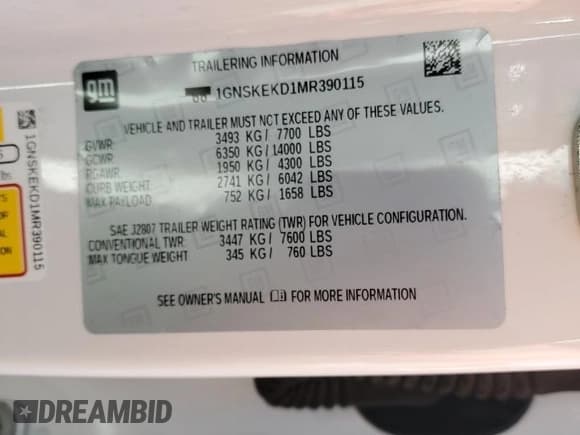 TRAILERING INFORMATION
gm
1GNSKEKD1MR390115
VEHICLE AND TRAILER MUST NOT EXCEED ANY OF THESE VALUES.
GVWR: 3493 KG/ 7700 LBS
GCWR: 6350 KG/ 14000 LBS
RGAWR: 1950 KG/ 4300 LBS
CURB WEIGHT 2741 KG/ 6042 LBS
MAX PAYLOAD 752 KG/ 1658 LBS
SAE J2807 TRAILER WEIGHT RATING (TWR) FOR VEHICLE CONFIGURATION.
CONVENTIONAL TWR: 3447 KG/ 7600 LBS
MAX TONGUE WEIGHT 345 KG/ 760 LBS
SEE OWNER'S MANUAL FOR MORE INFORMATION
1GNSKEKD1MR390115
DREAMBID